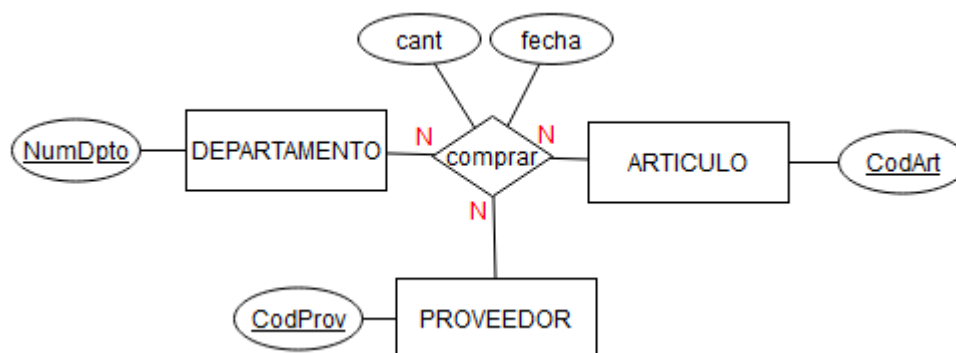 cant
fecha
NumDpto
DEPARTAMENTO
N
comprar
N
ARTICULO
CodArt
N
CodProv
PROVEEDOR